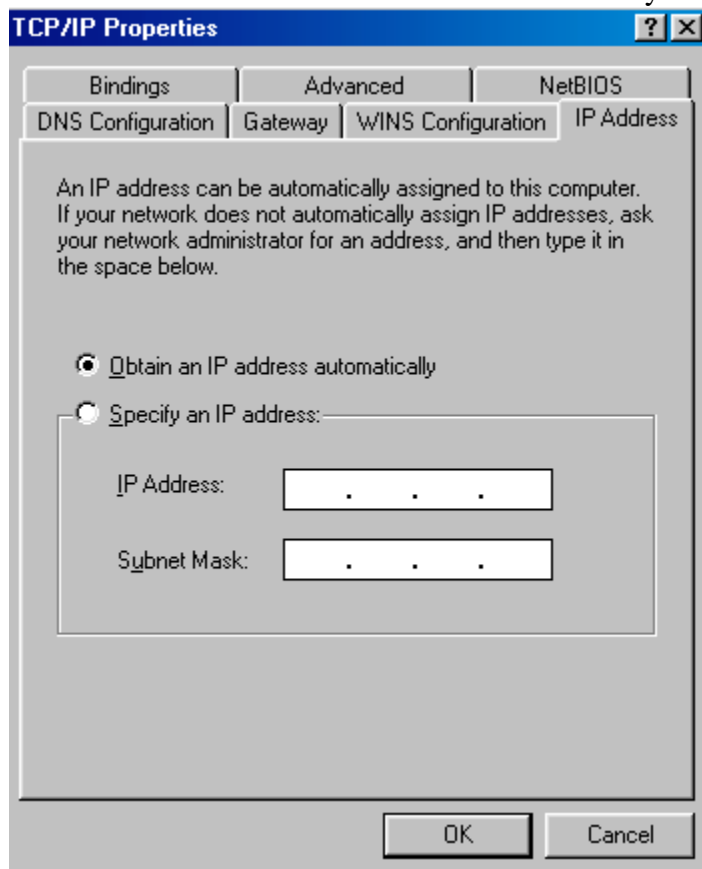 TCP/IP Properties
Bindings
Advanced
NetBIOS
DNS Configuration
Gateway
WINS Configuration
IP Address
An IP address can be automatically assigned to this computer.
If your network does not automatically assign IP addresses, ask
your network administrator for an address, and then type it in
the space below.
Obtain an IP address automatically
Specify an IP address:
IP Address:
. . .
Subnet Mask:
. . .
OK
Cancel